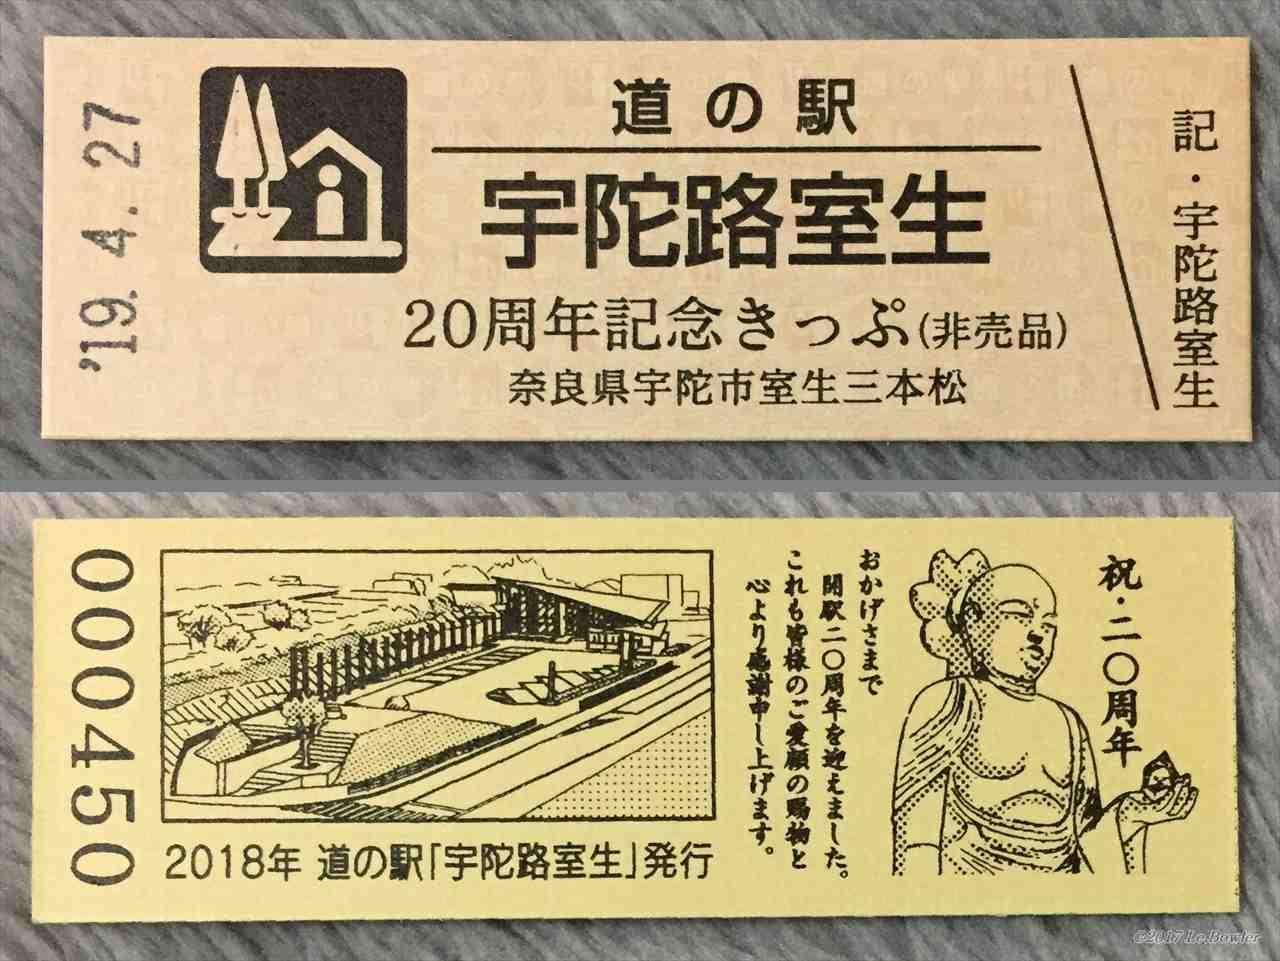 '19. 4. 27
道の駅
宇陀路室生
20周年記念きっぷ(非売品)
奈良県宇陀市室生三本松
記・宇陀路室生
000450
2018年 道の駅「宇陀路室生」発行
祝・二〇周年
おかげさまで
開駅二〇周年を迎えました。
これも皆様のご愛顧の賜物と
心より感謝申し上げます。
©2017 Le.Bowler